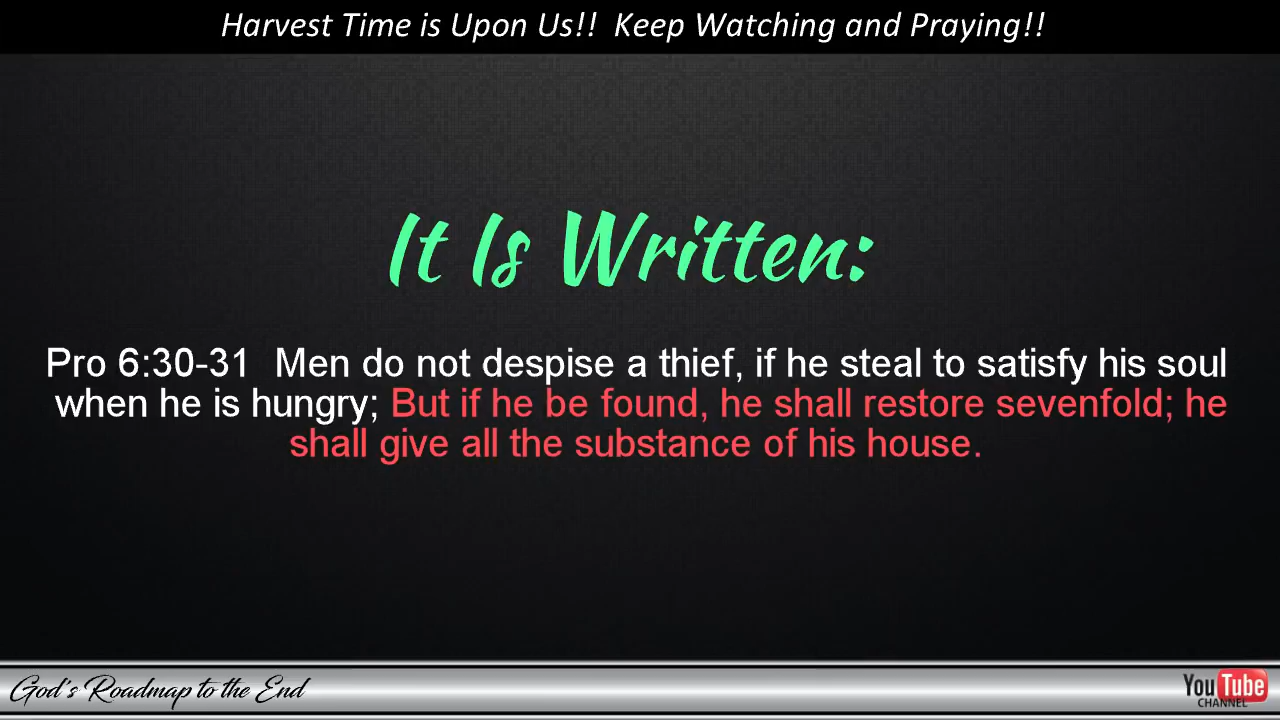 Harvest Time is Upon Us!!  Keep Watching and Praying!!
It Is Written:
Pro 6:30-31  Men do not despise a thief, if he steal to satisfy his soul
when he is hungry; But if he be found, he shall restore sevenfold; he
shall give all the substance of his house.
God's Roadmap to the End
YouTube
CHANNEL